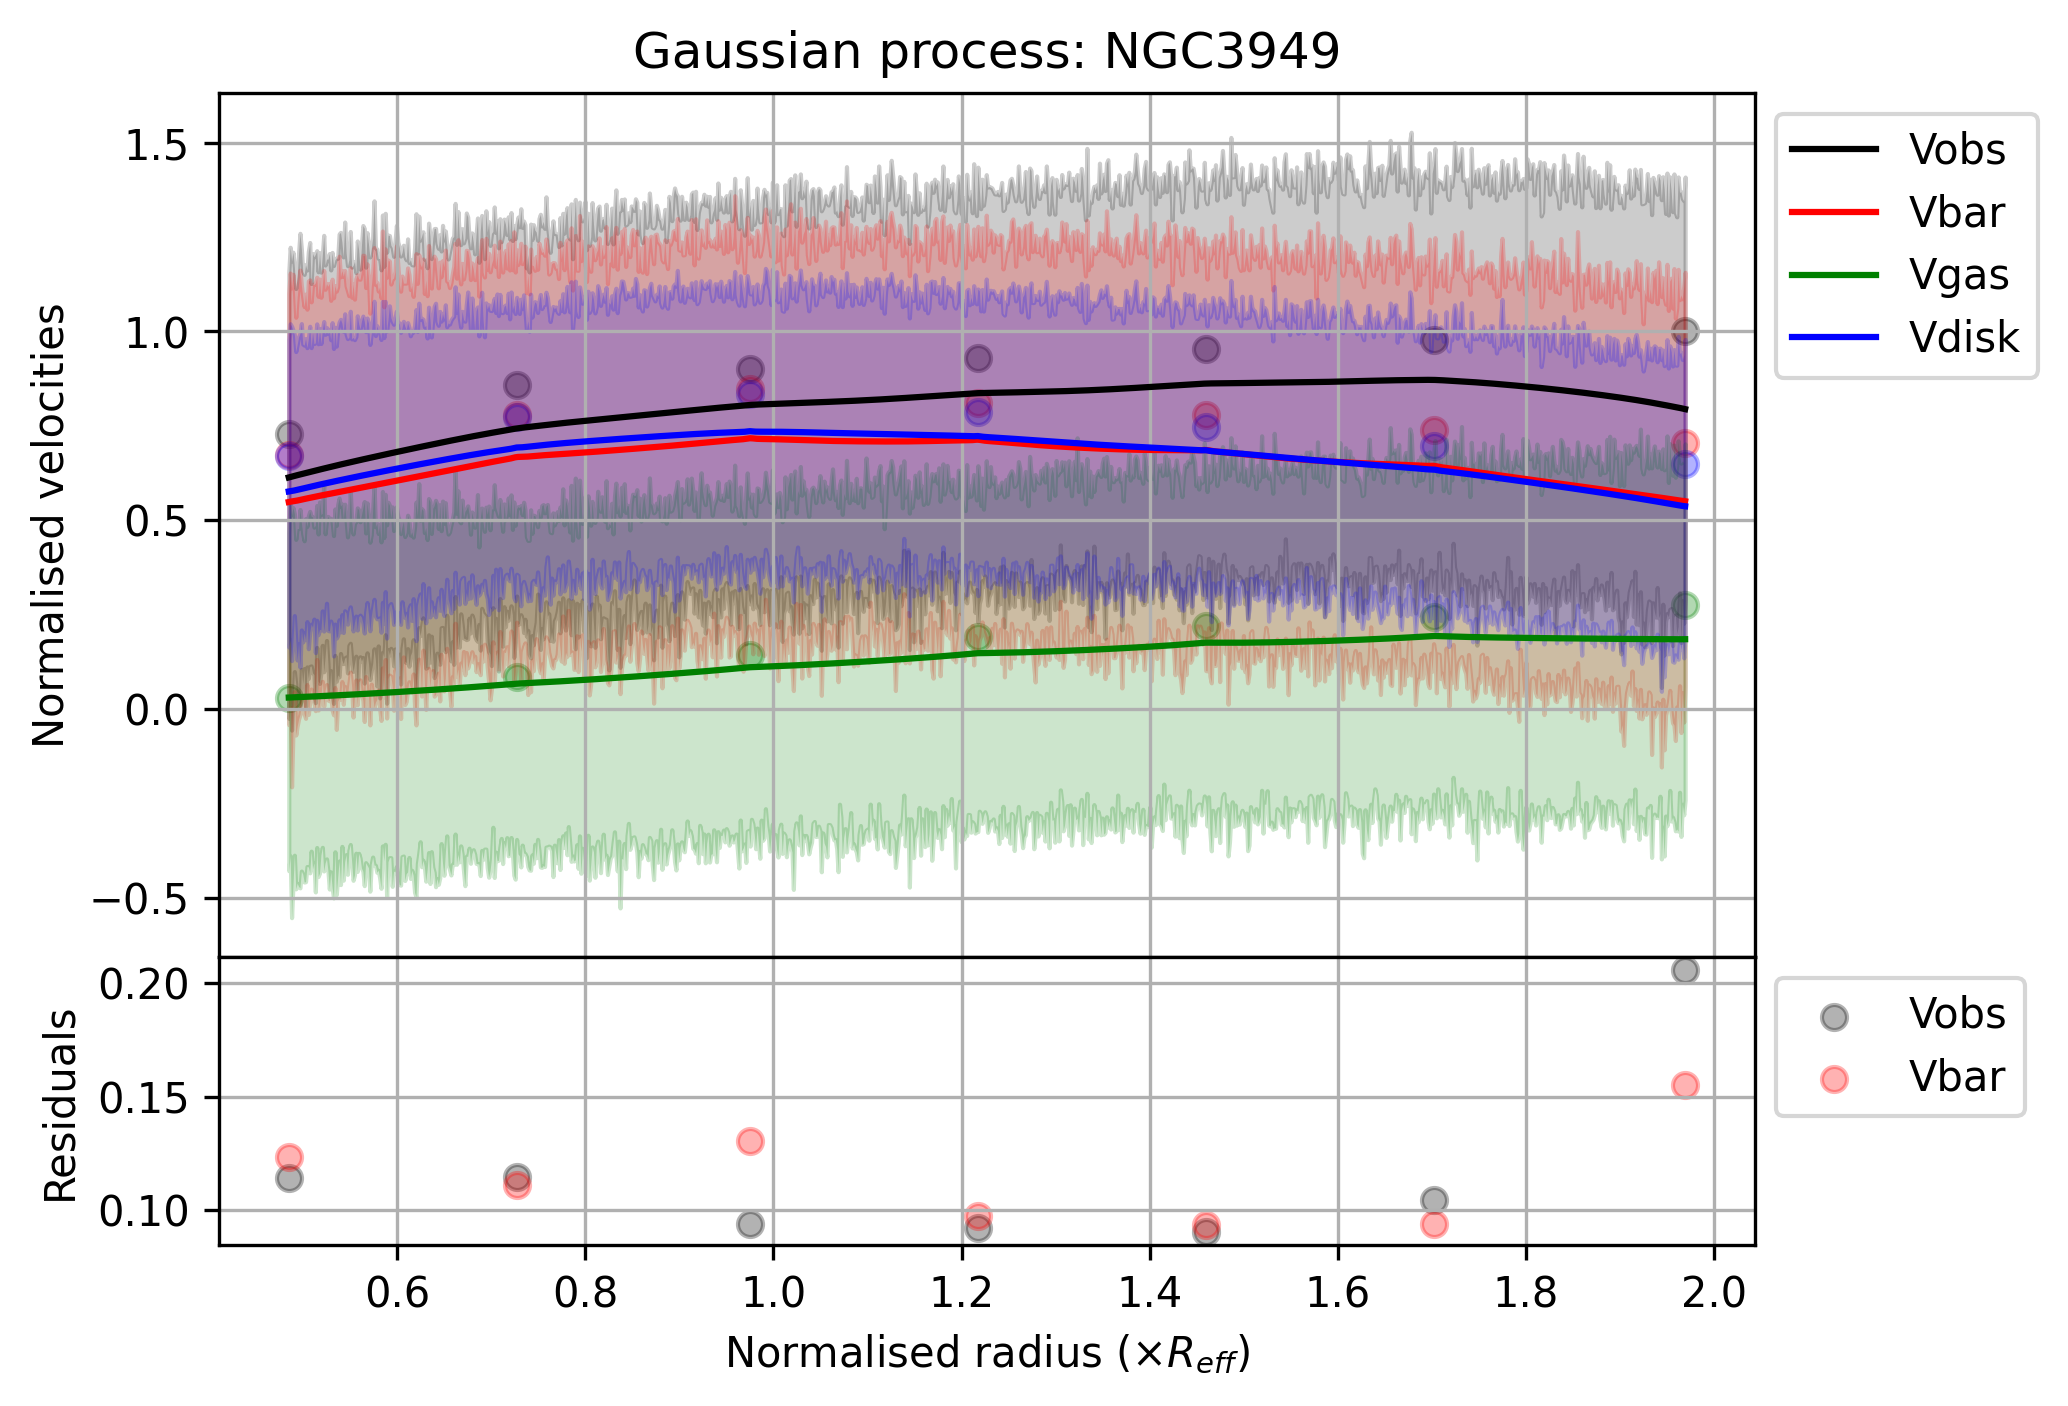 Gaussian process: NGC3949
Normalised velocities
1.5
1.0
0.5
0.0
−0.5
Vobs
Vbar
Vgas
Vdisk
Residuals
0.20
0.15
0.10
Vobs
Vbar
0.6 0.8 1.0 1.2 1.4 1.6 1.8 2.0
Normalised radius (×R_eff)